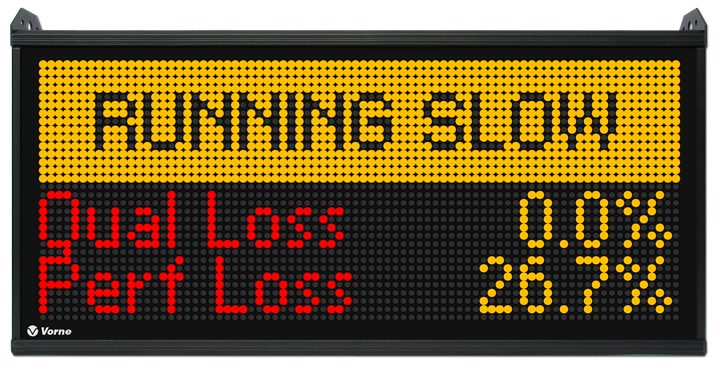 RUNNING SLOW
Qual Loss 0.0%
Perf Loss 26.7%
Vorne